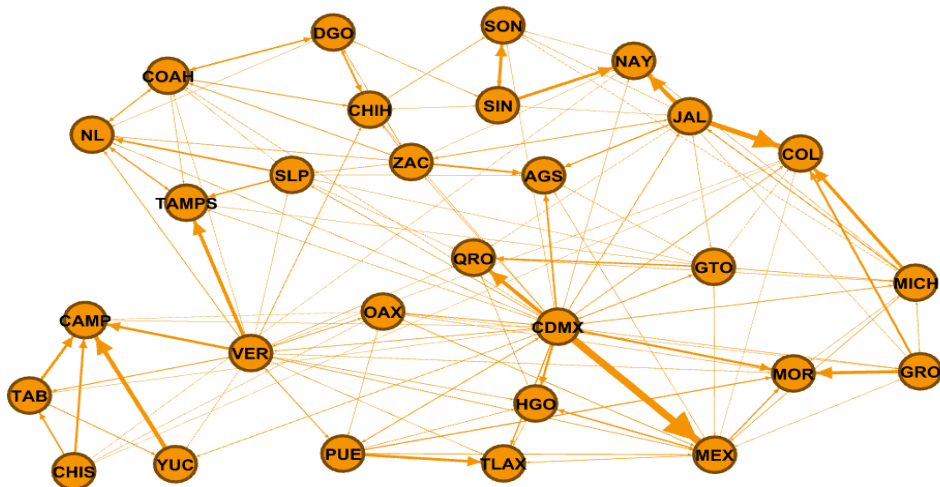 SON
DGO
NAY
COAH
SIN
CHIH
JAL
NL
COL
ZAC
SLP
AGS
TAMPS
QRO
GTO
MICH
OAX
CAMP
CDMX
VER
MOR
GRO
TAB
HGO
PUE
MEX
CHIS
YUC
TLAX